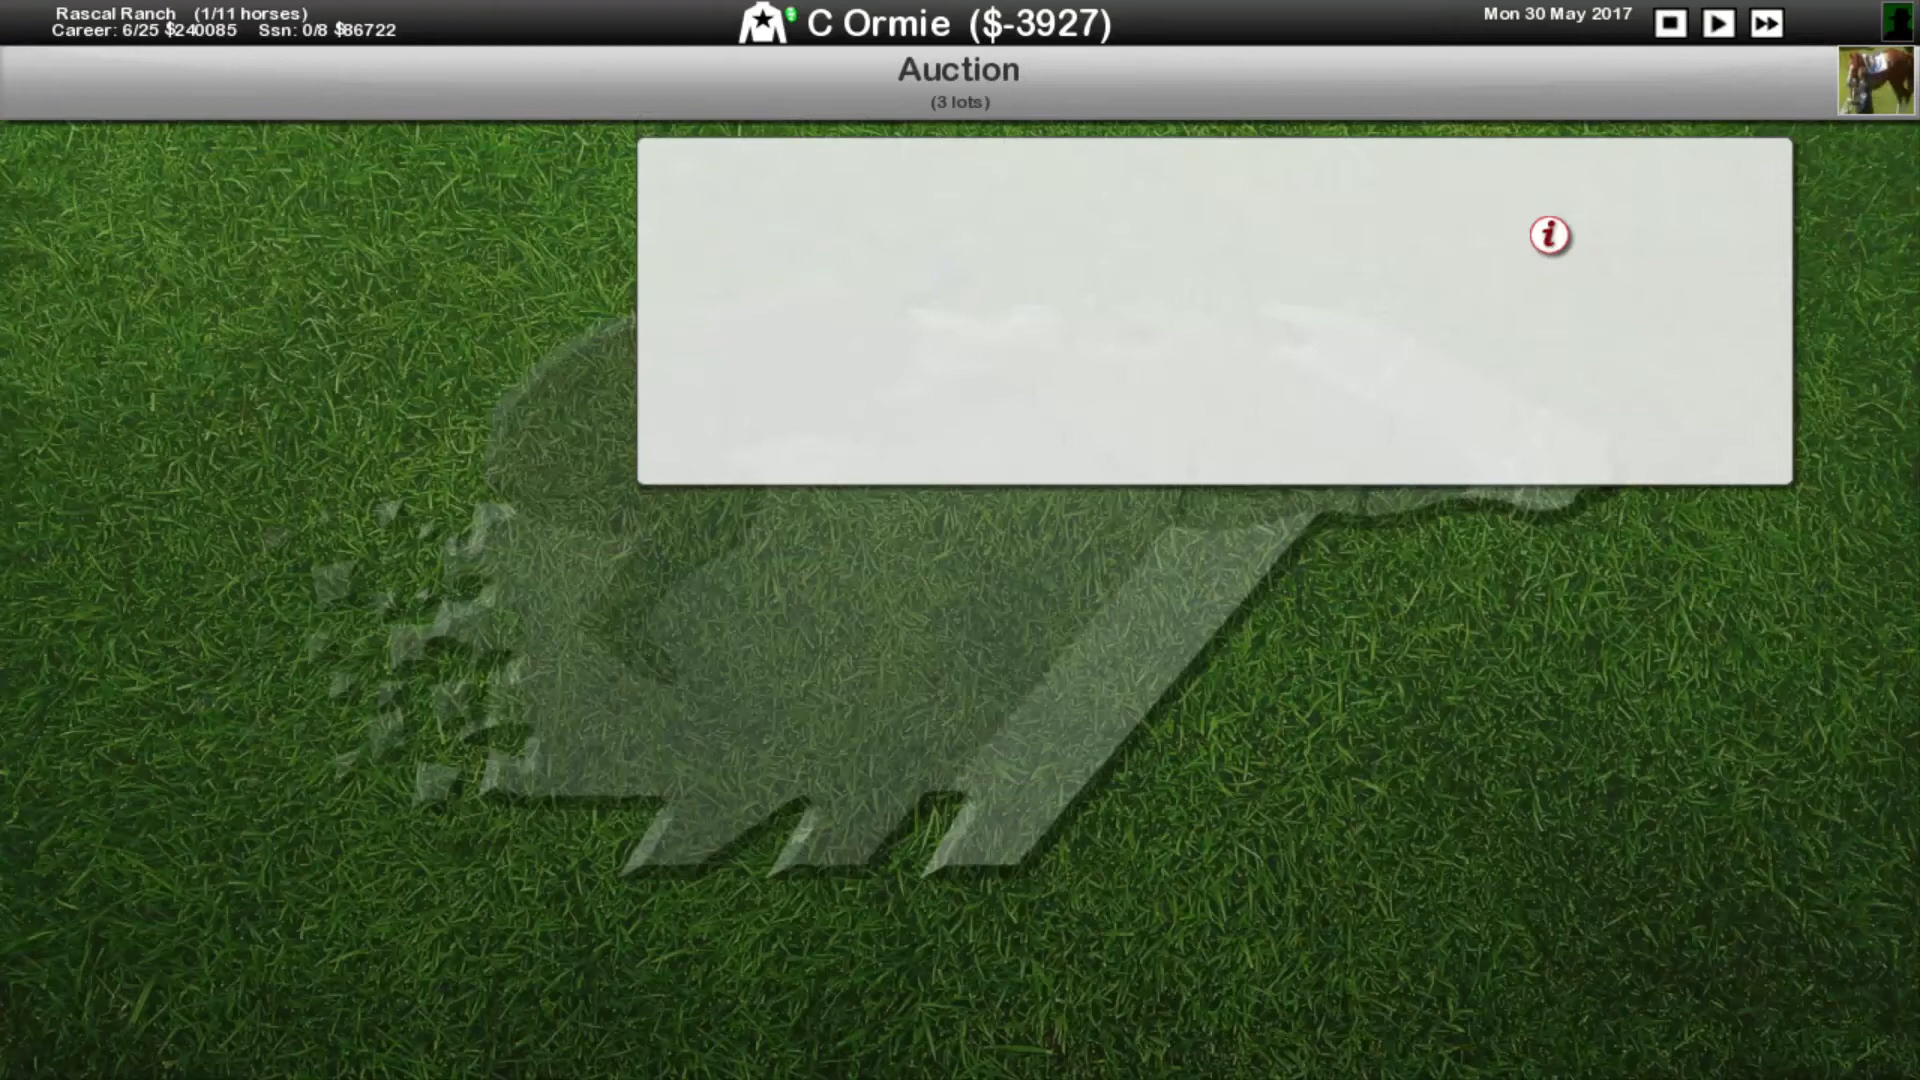 Rascal Ranch (1/11 horses)
Career: 6/25 $240085 Ssn: 0/8 $86722
C Ormie ($-3927)
Mon 30 May 2017
Auction
(3 lots)
i